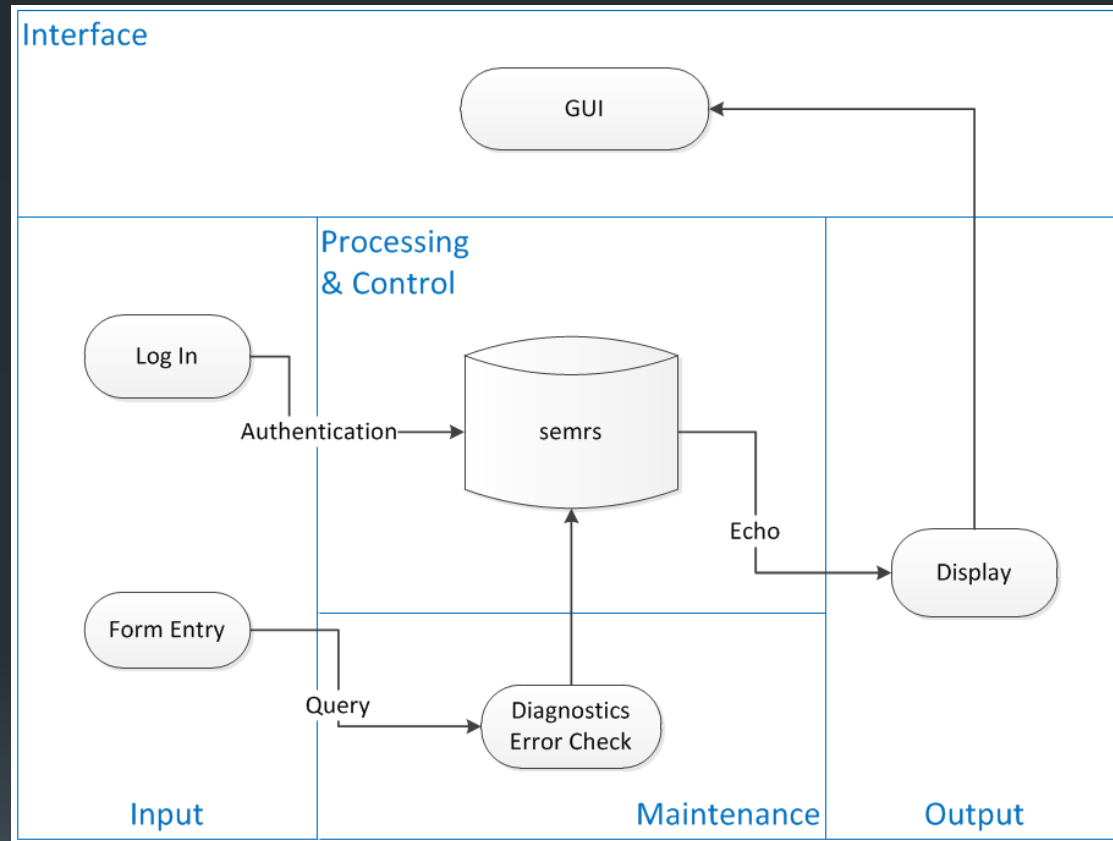 Interface
GUI
Processing
& Control
Log In
Authentication
semrs
Echo
Display
Form Entry
Query
Diagnostics
Error Check
Input
Maintenance
Output